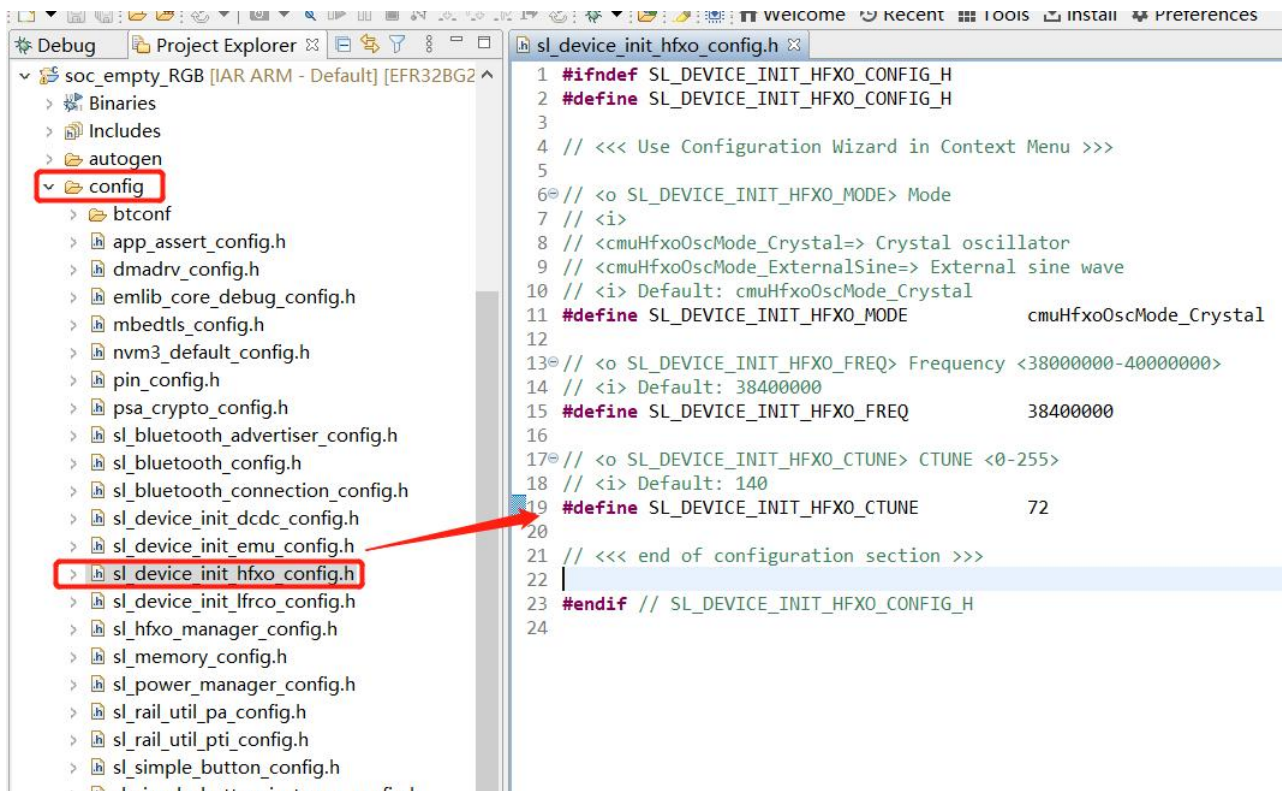 Welcome Recent Tools Install Preferences
Debug Project Explorer
soc_empty_RGB [IAR ARM - Default] [EFR32BG2
Binaries
Includes
autogen
config
btconf
app_assert_config.h
dmadrv_config.h
emlib_core_debug_config.h
mbedtls_config.h
nvm3_default_config.h
pin_config.h
psa_crypto_config.h
sl_bluetooth_advertiser_config.h
sl_bluetooth_config.h
sl_bluetooth_connection_config.h
sl_device_init_dcdc_config.h
sl_device_init_emu_config.h
sl_device_init_hfxo_config.h
sl_device_init_lfrco_config.h
sl_hfxo_manager_config.h
sl_memory_config.h
sl_power_manager_config.h
sl_rail_util_pa_config.h
sl_rail_util_pti_config.h
sl_simple_button_config.h
sl_device_init_hfxo_config.h
1 #ifndef SL_DEVICE_INIT_HFXO_CONFIG_H
2 #define SL_DEVICE_INIT_HFXO_CONFIG_H
3
4 // <<< Use Configuration Wizard in Context Menu >>>
5
6 // <o SL_DEVICE_INIT_HFXO_MODE> Mode
7 // <i>
8 // <cmuHfxoOscMode_Crystal=> Crystal oscillator
9 // <cmuHfxoOscMode_ExternalSine=> External sine wave
10 // <i> Default: cmuHfxoOscMode_Crystal
11 #define SL_DEVICE_INIT_HFXO_MODE cmuHfxoOscMode_Crystal
12
13 // <o SL_DEVICE_INIT_HFXO_FREQ> Frequency <38000000-40000000>
14 // <i> Default: 38400000
15 #define SL_DEVICE_INIT_HFXO_FREQ 38400000
16
17 // <o SL_DEVICE_INIT_HFXO_CTUNE> CTUNE <0-255>
18 // <i> Default: 140
19 #define SL_DEVICE_INIT_HFXO_CTUNE 72
20
21 // <<< end of configuration section >>>
22
23 #endif // SL_DEVICE_INIT_HFXO_CONFIG_H
24